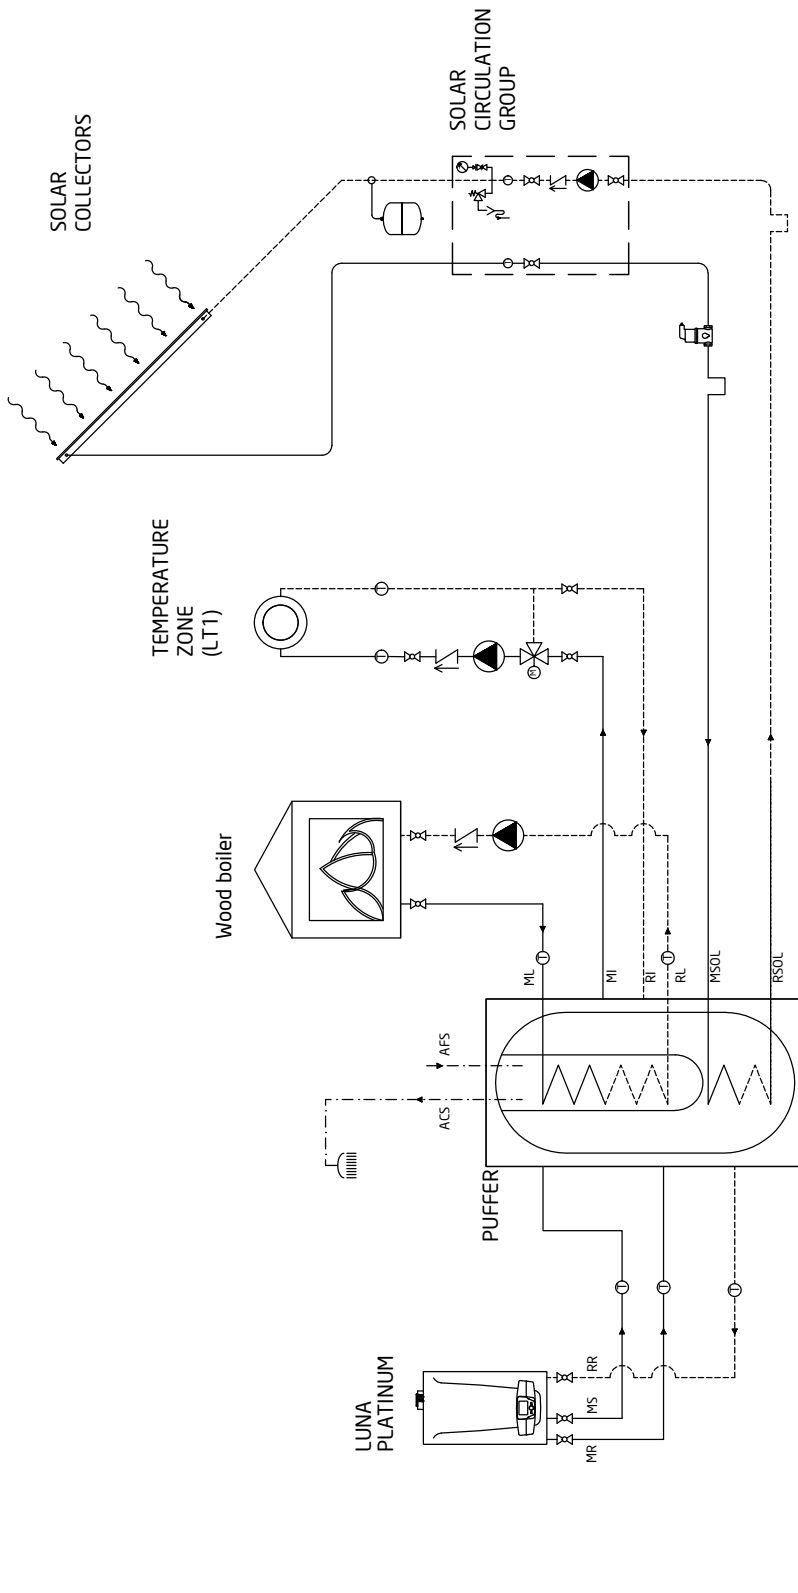 SOLAR
COLLECTORS
SOLAR
CIRCULATION
GROUP
TEMPERATURE
ZONE
(LT1)
M
Wood boiler
ML
T
MI
RI
RL
T
MSOL
RSOL
AFS
ACS
PUFFER
LUNA
PLATINUM
RR
MS
MR
T
T
T